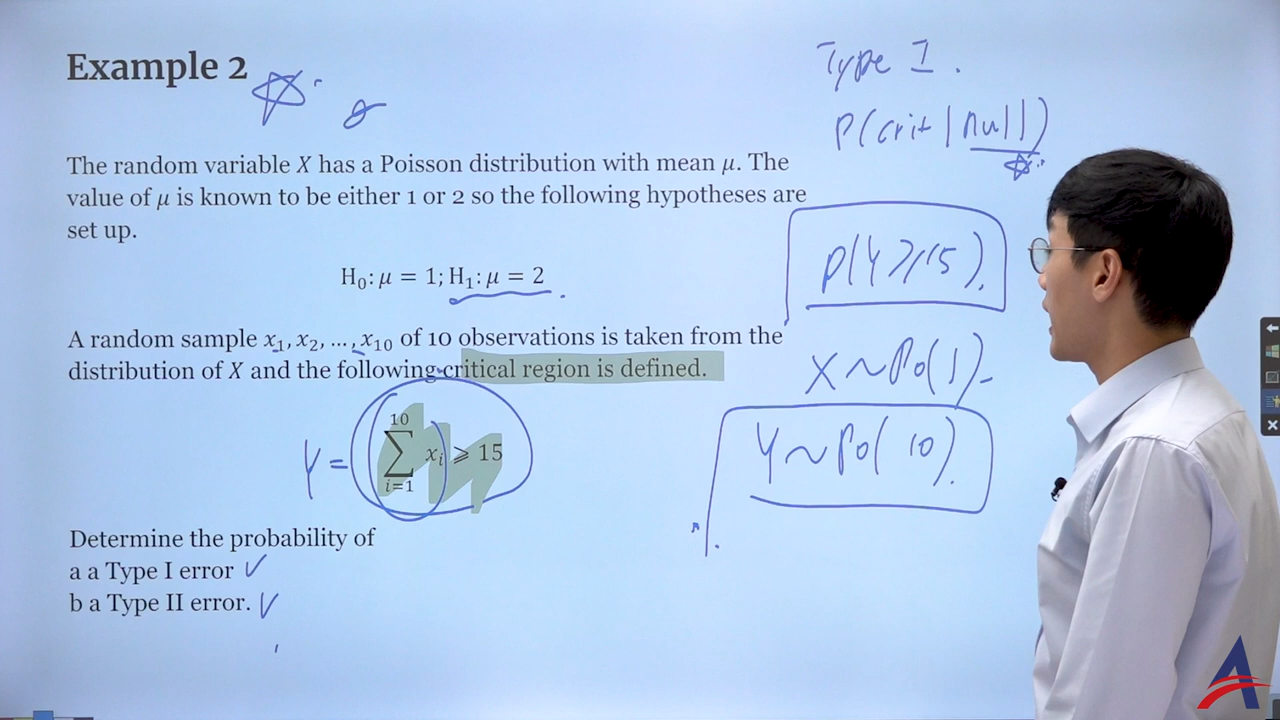 Example 2
The random variable X has a Poisson distribution with mean μ. The
value of μ is known to be either 1 or 2 so the following hypotheses are
set up.
H₀: μ = 1; H₁: μ = 2
A random sample x₁, x₂, ..., x₁₀ of 10 observations is taken from the
distribution of X and the following critical region is defined.
Y = ∑_{i=1}^{10} xᵢ ⩾ 15
Determine the probability of
a a Type I error
b a Type II error.
Type I.
P(crit | null)
P(Y ⩾ 15).
X ~ Po(1)
Y ~ Po(10).